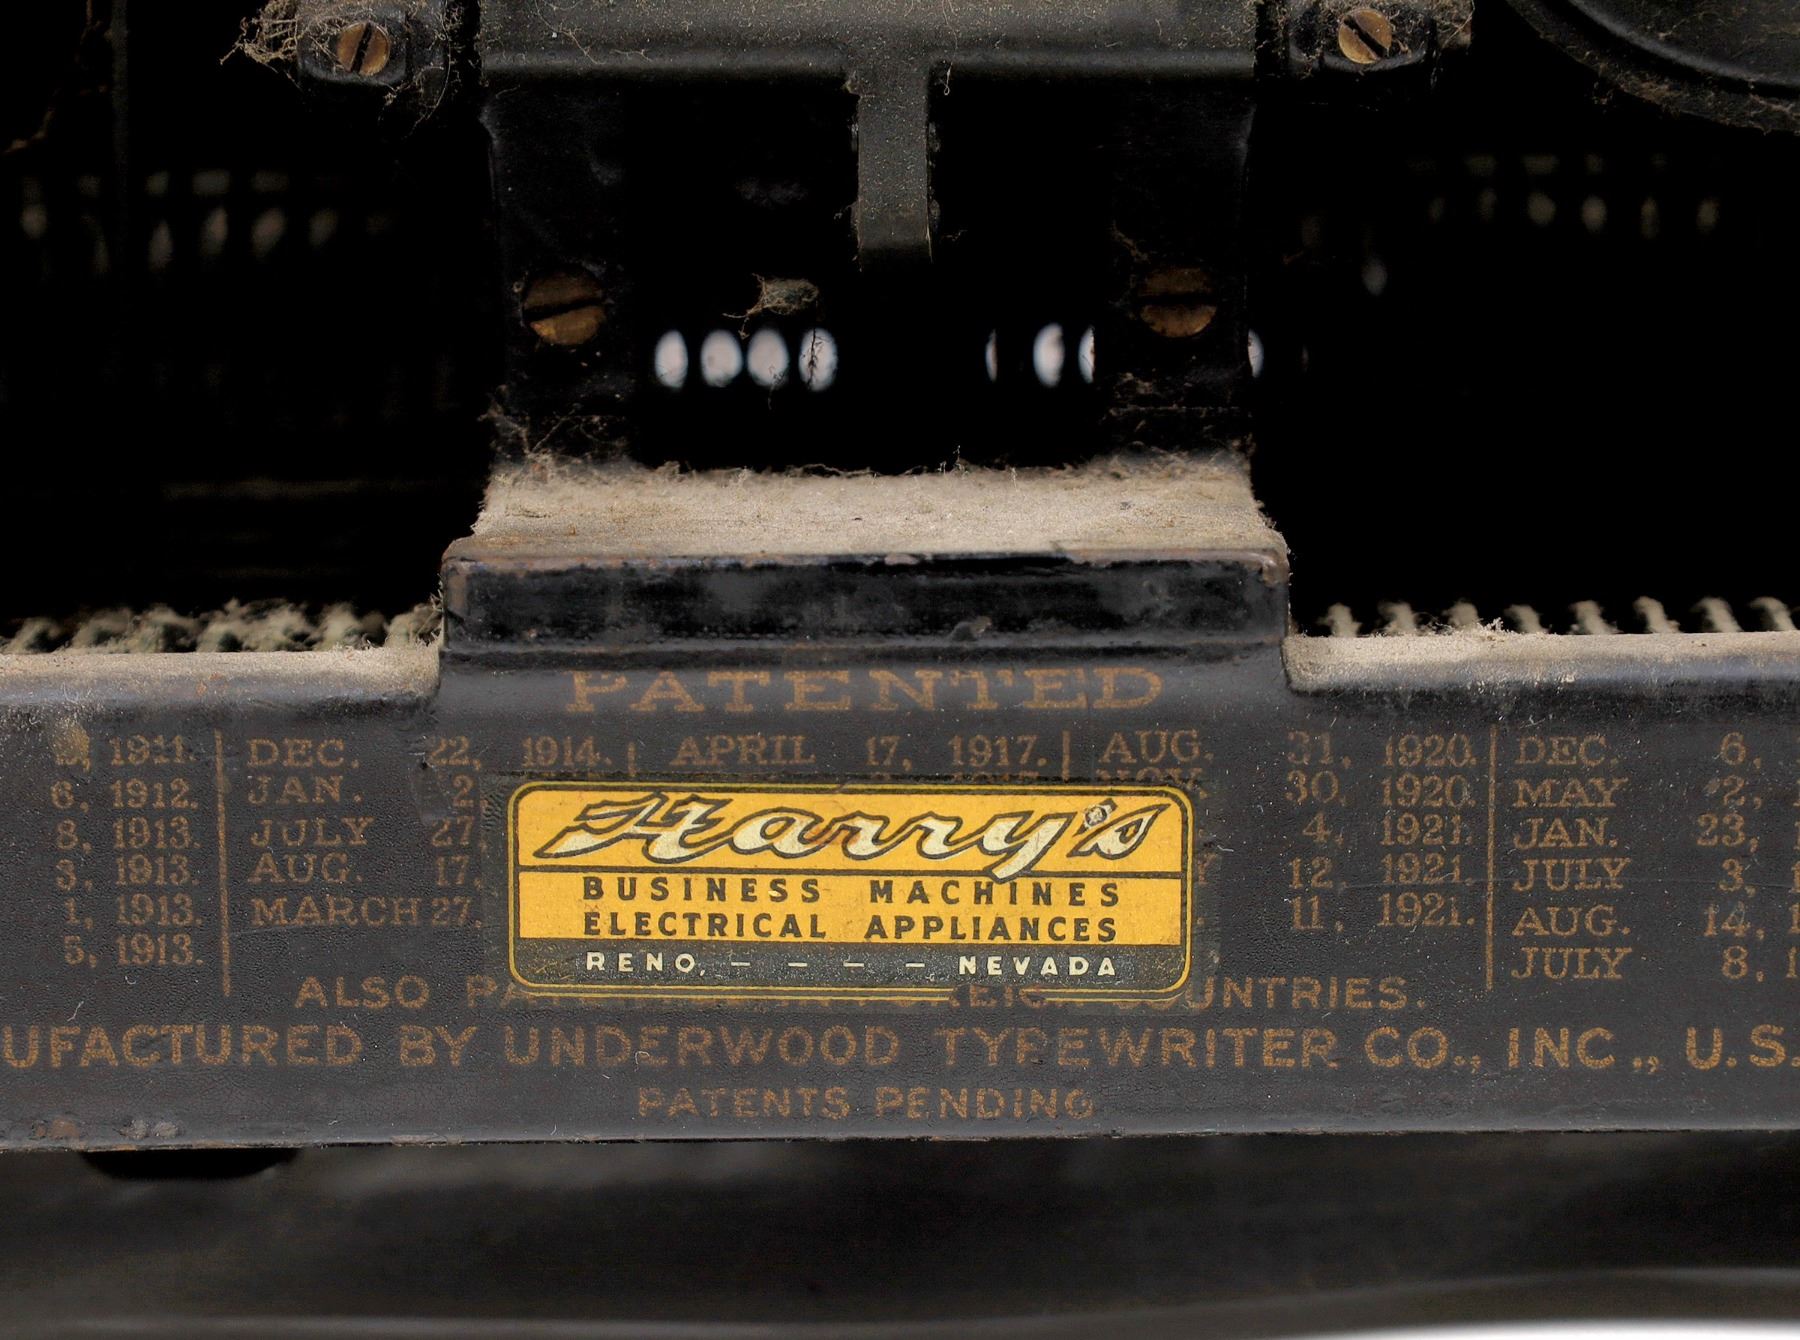 PATENTED
1911. DEC. 22, 1914. APRIL 17, 1917. AUG. 31, 1920. DEC. 6,
6, 1912. JAN. 2 30, 1920. MAY 2,
8, 1913. JULY 27, 4, 1921. JAN. 23,
3, 1913. AUG. 17, 12, 1921. JULY 3,
1, 1913. MARCH 27, 11, 1921. AUG. 14,
5, 1913. JULY 8,
Harry's
BUSINESS MACHINES
ELECTRICAL APPLIANCES
RENO, – – – – NEVADA
ALSO UNTRIES.
UFACTURED BY UNDERWOOD TYPEWRITER CO., INC., U.S.
PATENTS PENDING